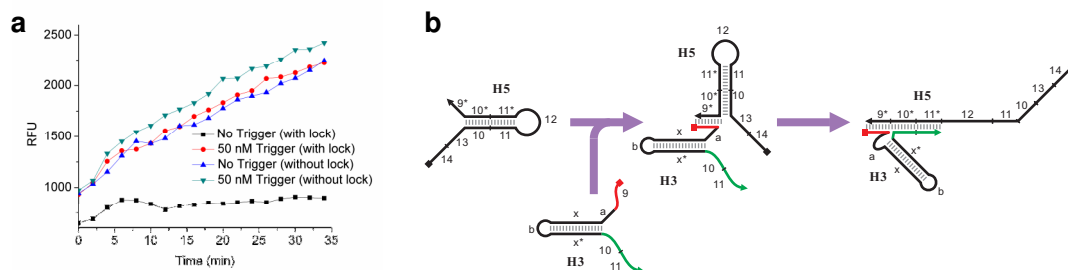 a
2500
2000
1500
1000
RFU
No Trigger (with lock)
50 nM Trigger (with lock)
No Trigger (without lock)
50 nM Trigger (without lock)
0 5 10 15 20 25 30 35
Time (min)
b
H5
9* 10* 11*
12
10 11
13
14
9
a
x
b
x*
10
11
H3
12
H5
11* 11
10* 10
9*
13
14
a
x
b
x*
10
11
H3
H5
9* 10* 11* 12 11
10
13
14
a
x*
x
b
H3